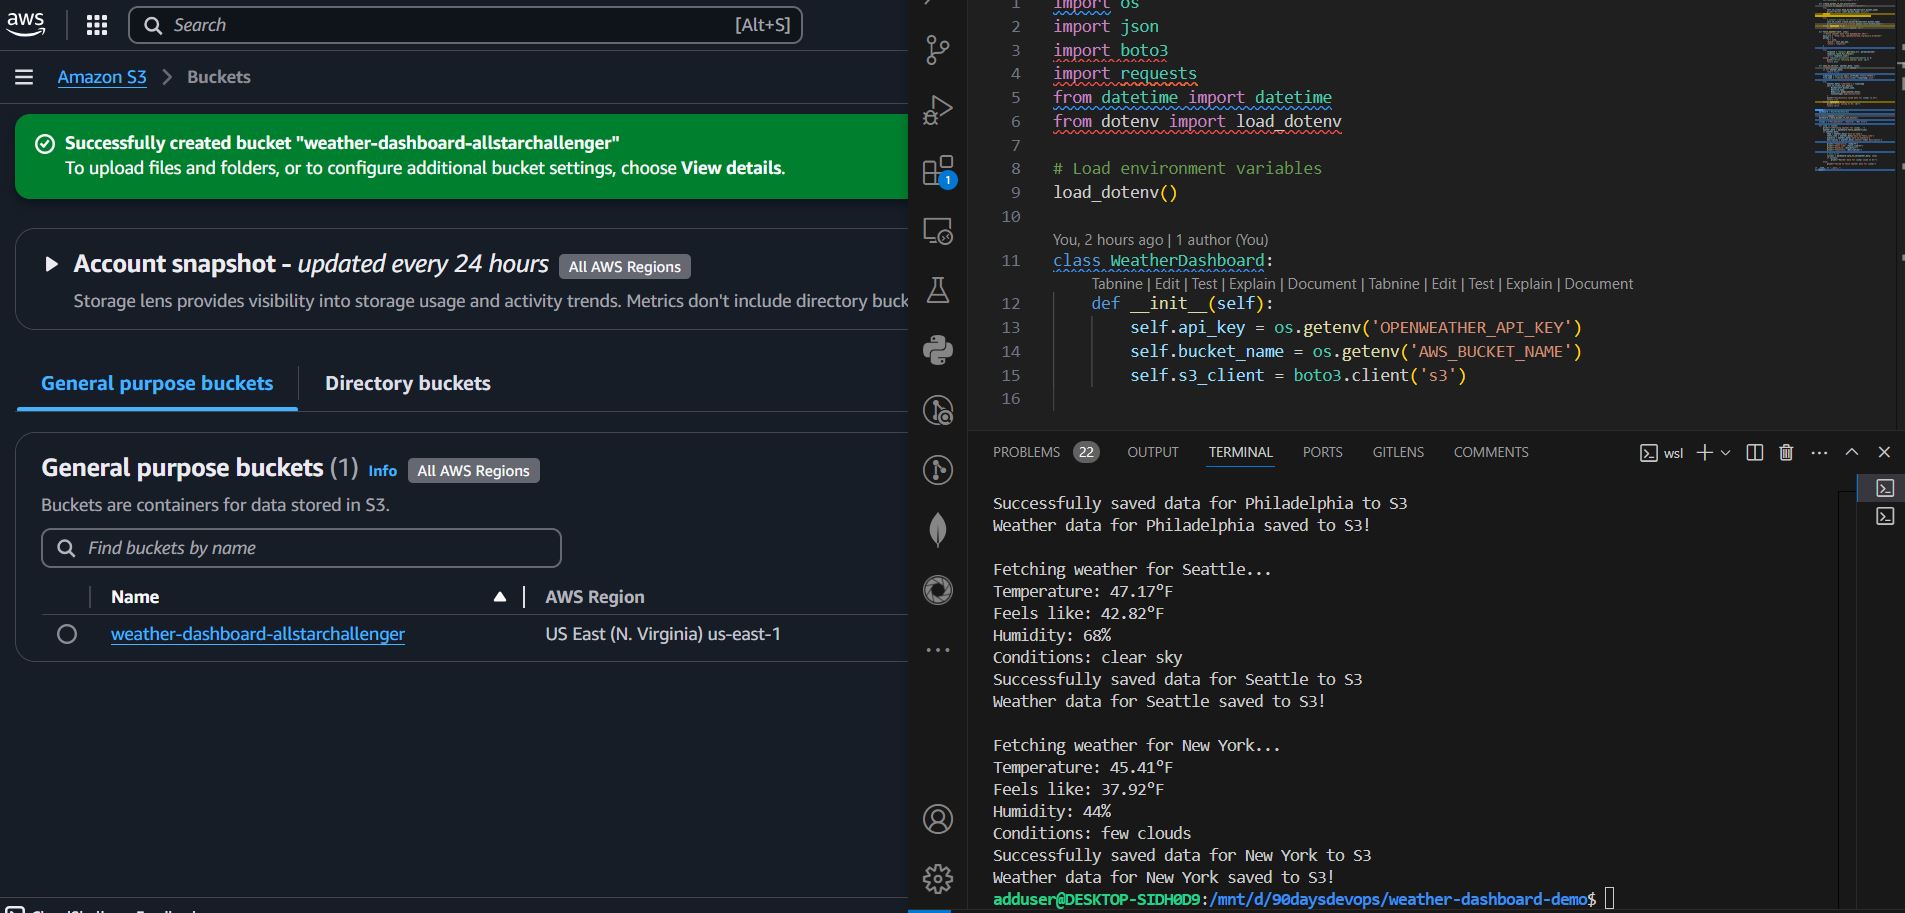 aws
Search
[Alt+S]
Amazon S3
Buckets
Successfully created bucket "weather-dashboard-allstarchallenger"
To upload files and folders, or to configure additional bucket settings, choose View details.
Account snapshot - updated every 24 hours
All AWS Regions
Storage lens provides visibility into storage usage and activity trends. Metrics don't include directory buck
General purpose buckets
Directory buckets
General purpose buckets (1)
Info
All AWS Regions
Buckets are containers for data stored in S3.
Find buckets by name
Name
AWS Region
weather-dashboard-allstarchallenger
US East (N. Virginia) us-east-1
1
1 import os
2 import json
3 import boto3
4 import requests
5 from datetime import datetime
6 from dotenv import load_dotenv
7
8 # Load environment variables
9 load_dotenv()
10
You, 2 hours ago | 1 author (You)
11 class WeatherDashboard:
Tabnine | Edit | Test | Explain | Document | Tabnine | Edit | Test | Explain | Document
12 def __init__(self):
13 self.api_key = os.getenv('OPENWEATHER_API_KEY')
14 self.bucket_name = os.getenv('AWS_BUCKET_NAME')
15 self.s3_client = boto3.client('s3')
16
PROBLEMS 22 OUTPUT TERMINAL PORTS GITLENS COMMENTS
wsl
Successfully saved data for Philadelphia to S3
Weather data for Philadelphia saved to S3!
Fetching weather for Seattle...
Temperature: 47.17°F
Feels like: 42.82°F
Humidity: 68%
Conditions: clear sky
Successfully saved data for Seattle to S3
Weather data for Seattle saved to S3!
Fetching weather for New York...
Temperature: 45.41°F
Feels like: 37.92°F
Humidity: 44%
Conditions: few clouds
Successfully saved data for New York to S3
Weather data for New York saved to S3!
adduser@DESKTOP-SIDH0D9:/mnt/d/90daysdevops/weather-dashboard-demo$